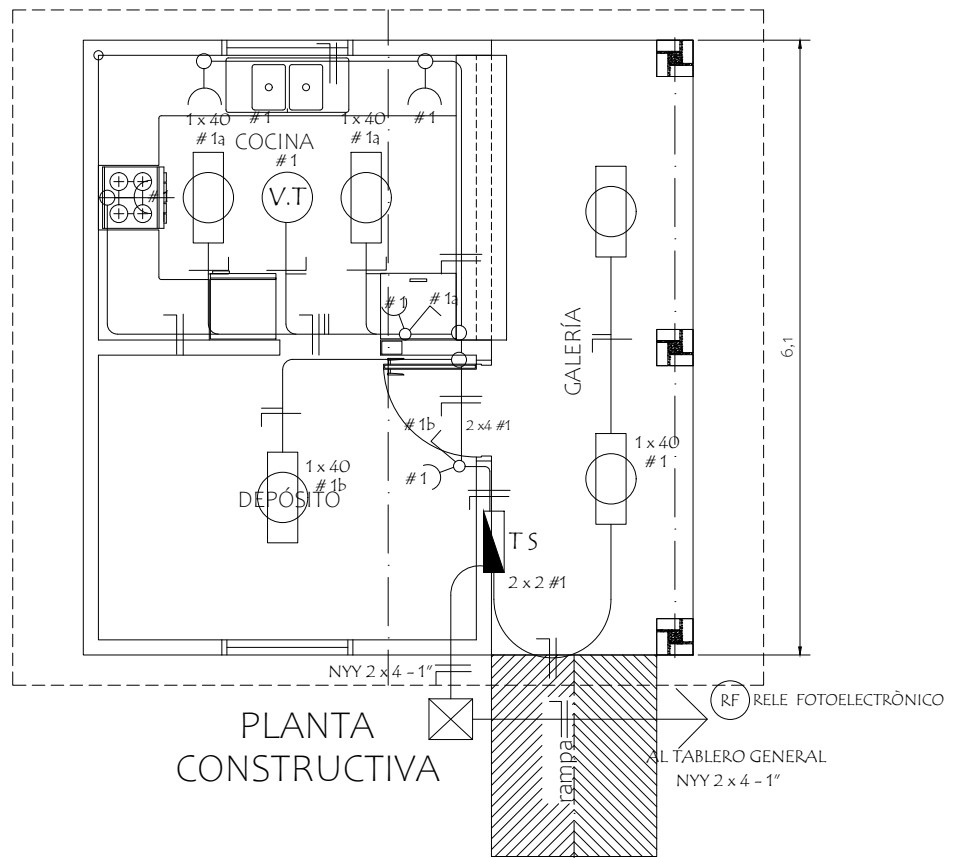 # 1
# 1
1 x 40
# 1a
1 x 40
# 1a
COCINA
# 1
# 1
V.T
# 1
# 1
# 1a
GALERÍA
6,1
# 1b
2 x4 #1
1 x 40
# 1b
DEPÓSITO
# 1
1 x 40
# 1
T S
2 x 2 #1
NYY 2 x 4 - 1"
RF RELE FOTOELECTRÒNICO
PLANTA
CONSTRUCTIVA
rampa
AL TABLERO GENERAL
NYY 2 x 4 - 1"